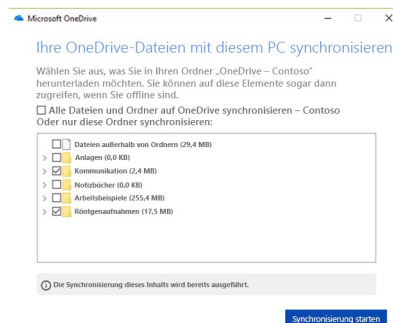 Microsoft OneDrive
Ihre OneDrive-Dateien mit diesem PC synchronisieren
Wählen Sie aus, was Sie in Ihren Ordner „OneDrive – Contoso"
herunterladen möchten. Sie können auf diese Elemente sogar dann
zugreifen, wenn Sie offline sind.
Alle Dateien und Ordner auf OneDrive synchronisieren – Contoso
Oder nur diese Ordner synchronisieren:
Dateien außerhalb von Ordnern (29,4 MB)
Anlagen (0,0 KB)
Kommunikation (2,4 MB)
Notizbücher (0,0 KB)
Arbeitsbeispiele (255,4 MB)
Röntgenaufnahmen (17,5 MB)
Die Synchronisierung dieses Inhalts wird bereits ausgeführt.
Synchronisierung starten